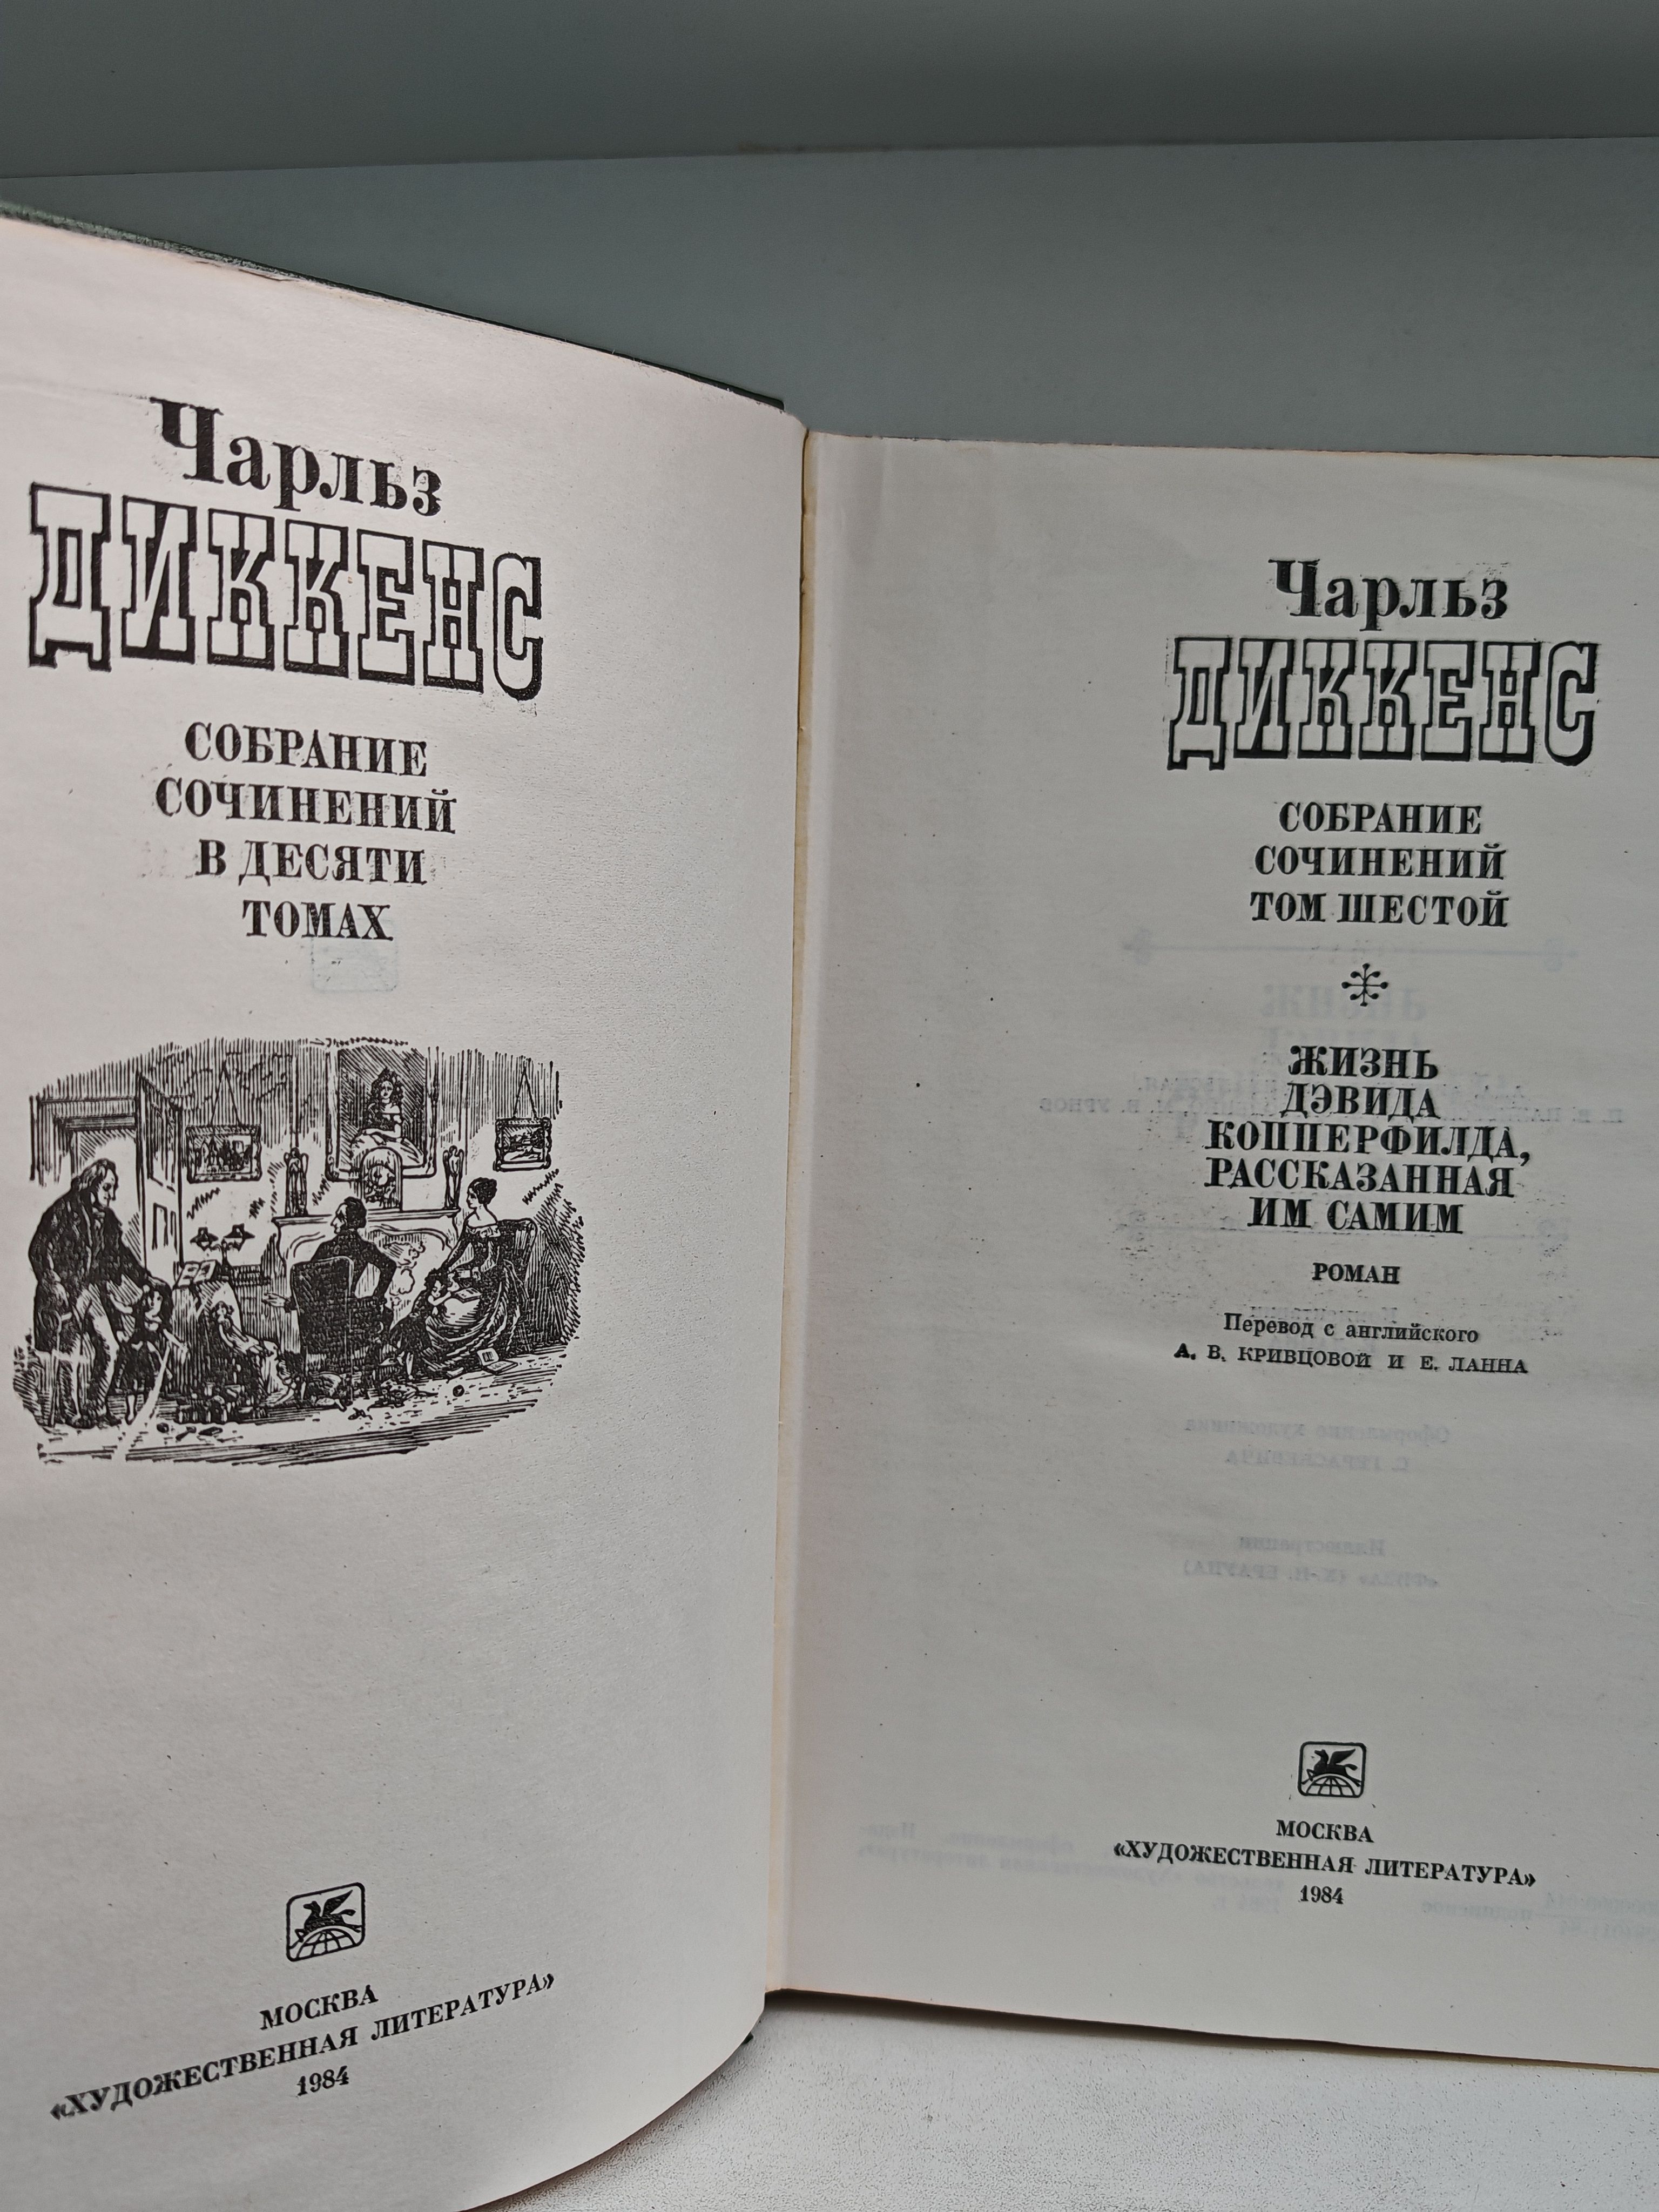 Чарльз
ДИККЕНС
СОБРАНИЕ
СОЧИНЕНИЙ
В ДЕСЯТИ
ТОМАХ
МОСКВА
«ХУДОЖЕСТВЕННАЯ ЛИТЕРАТУРА»
1984
Чарльз
ДИККЕНС
СОБРАНИЕ
СОЧИНЕНИЙ
ТОМ ШЕСТОЙ
ЖИЗНЬ
ДЭВИДА
КОППЕРФИЛДА,
РАССКАЗАННАЯ
ИМ САМИМ
РОМАН
Перевод с английского
А. В. КРИВЦОВОЙ И Е. ЛАННА
МОСКВА
«ХУДОЖЕСТВЕННАЯ ЛИТЕРАТУРА»
1984